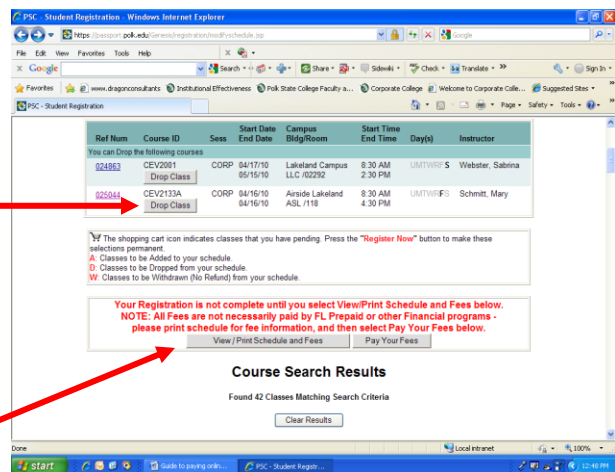 PSC - Student Registration - Windows Internet Explorer
https://passport.polk.edu/Genesis/registration/modifyschedule.jsp
Google
File Edit View Favorites Tools Help
Google
Search
Share
Sidewiki
Check
Translate
Sign In
Favorites
www.dragonconsultants
Institutional Effectiveness
Polk State College Faculty a...
Corporate College
Welcome to Corporate Colle...
Suggested Sites
PSC - Student Registration
Page Safety Tools
Ref Num Course ID Sess Start Date End Date Campus Bldg/Room Start Time End Time Day(s) Instructor
You can Drop the following courses
024863 CEV2001 CORP 04/17/10 Lakeland Campus 8:30 AM UMTWRFS Webster, Sabrina
Drop Class 05/15/10 LLC /02292 2:30 PM
025044 CEV2133A CORP 04/16/10 Airside Lakeland 8:30 AM UMTWRFS Schmitt, Mary
Drop Class 04/16/10 ASL /118 4:30 PM
The shopping cart icon indicates classes that you have pending. Press the "Register Now" button to make these
selections permanent.
A: Classes to be Added to your schedule.
D: Classes to be Dropped from your schedule.
W: Classes to be Withdrawn (No Refund) from your schedule.
Your Registration is not complete until you select View/Print Schedule and Fees below.
NOTE: All Fees are not necessarily paid by FL Prepaid or other Financial programs -
please print schedule for fee information, and then select Pay Your Fees below.
View / Print Schedule and Fees Pay Your Fees
Course Search Results
Found 42 Classes Matching Search Criteria
Clear Results
Done Local intranet 100%
start Guide to paying onlin... PSC - Student Registr... 12:48 PM